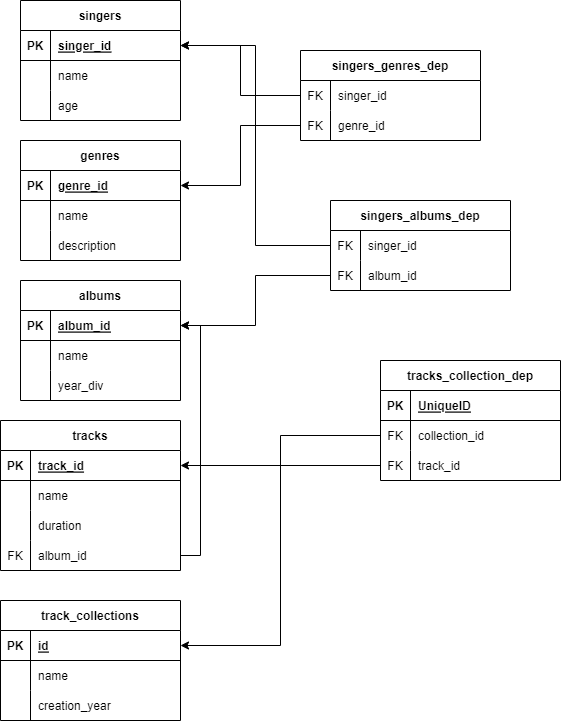 singers
PK singer_id
name
age
singers_genres_dep
FK singer_id
FK genre_id
genres
PK genre_id
name
description
singers_albums_dep
FK singer_id
FK album_id
albums
PK album_id
name
year_div
tracks_collection_dep
PK UniqueID
FK collection_id
FK track_id
tracks
PK track_id
name
duration
FK album_id
track_collections
PK id
name
creation_year